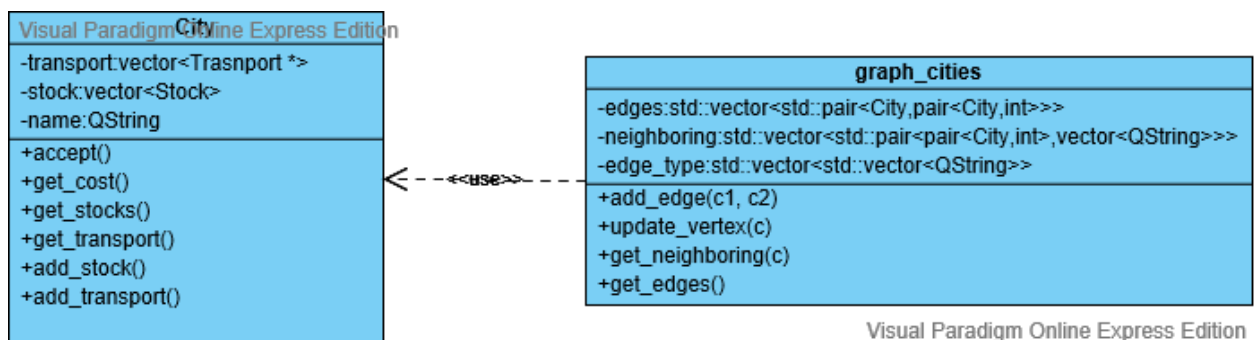 City
Visual Paradigm Online Express Edition
-transport:vector<Trasnport *>
-stock:vector<Stock>
-name:QString
+accept()
+get_cost()
+get_stocks()
+get_transport()
+add_stock()
+add_transport()
<<use>>
graph_cities
-edges:std::vector<std::pair<City,pair<City,int>>>
-neighboring:std::vector<std::pair<pair<City,int>,vector<QString>>>
-edge_type:std::vector<std::vector<QString>>
+add_edge(c1, c2)
+update_vertex(c)
+get_neighboring(c)
+get_edges()
Visual Paradigm Online Express Edition